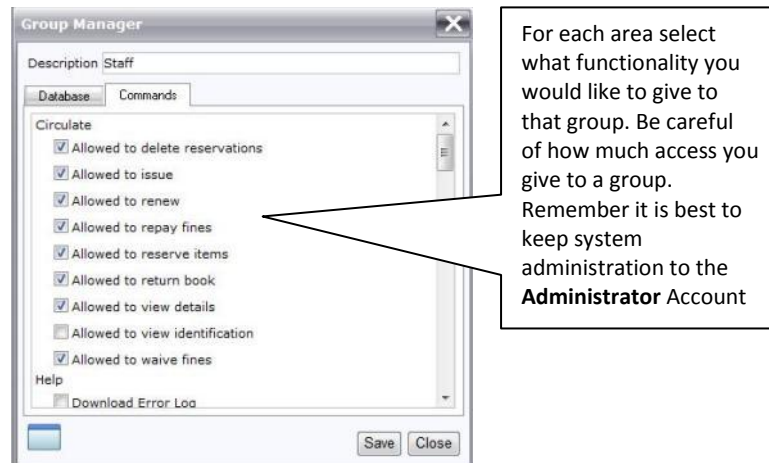 Group Manager
Description Staff
Database Commands
Circulate
Allowed to delete reservations
Allowed to issue
Allowed to renew
Allowed to repay fines
Allowed to reserve items
Allowed to return book
Allowed to view details
Allowed to view identification
Allowed to waive fines
Help
Download Error Log
Save Close
For each area select
what functionality you
would like to give to
that group. Be careful
of how much access you
give to a group.
Remember it is best to
keep system
administration to the
Administrator Account